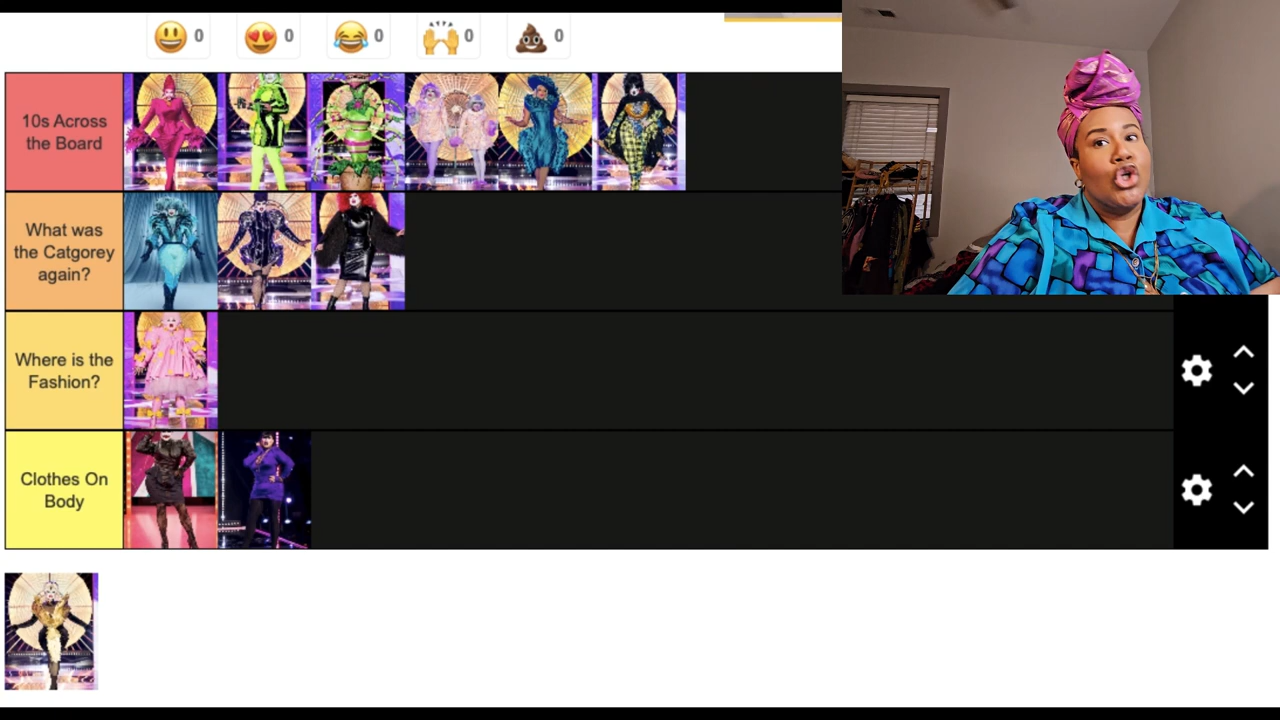 0
0
0
0
0
10s Across
the Board
What was
the Catgorey
again?
Where is the
Fashion?
Clothes On
Body